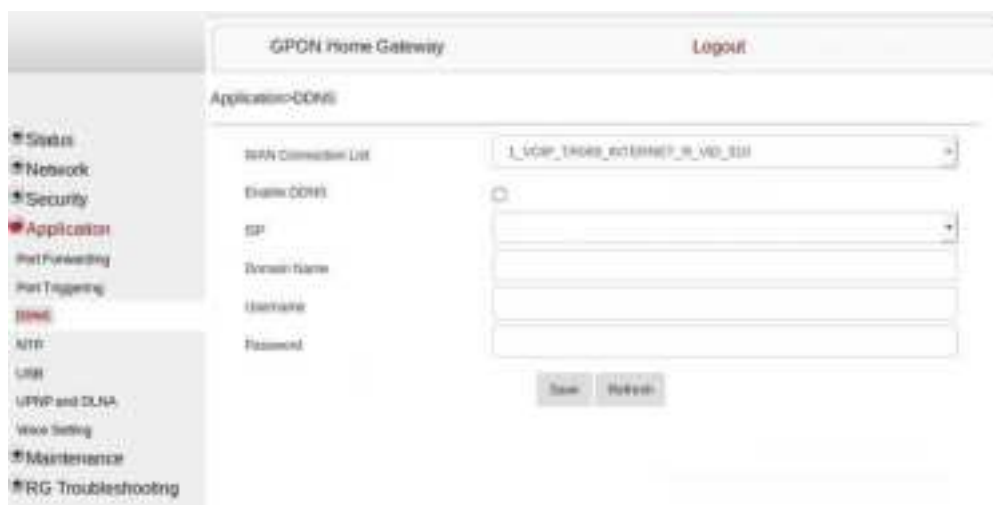 GPON Home Gateway
Logout
Application>DDNS
Status
Network
Security
Application
Port Forwarding
Port Triggering
DDNS
NTP
USB
UPNP and DLNA
Voice Setting
Maintenance
RG Troubleshooting
WAN Connection List
1_VOIP_TR069_INTERNET_R_VID_310
Enable DDNS
ISP
Domain Name
Username
Password
Save
Refresh